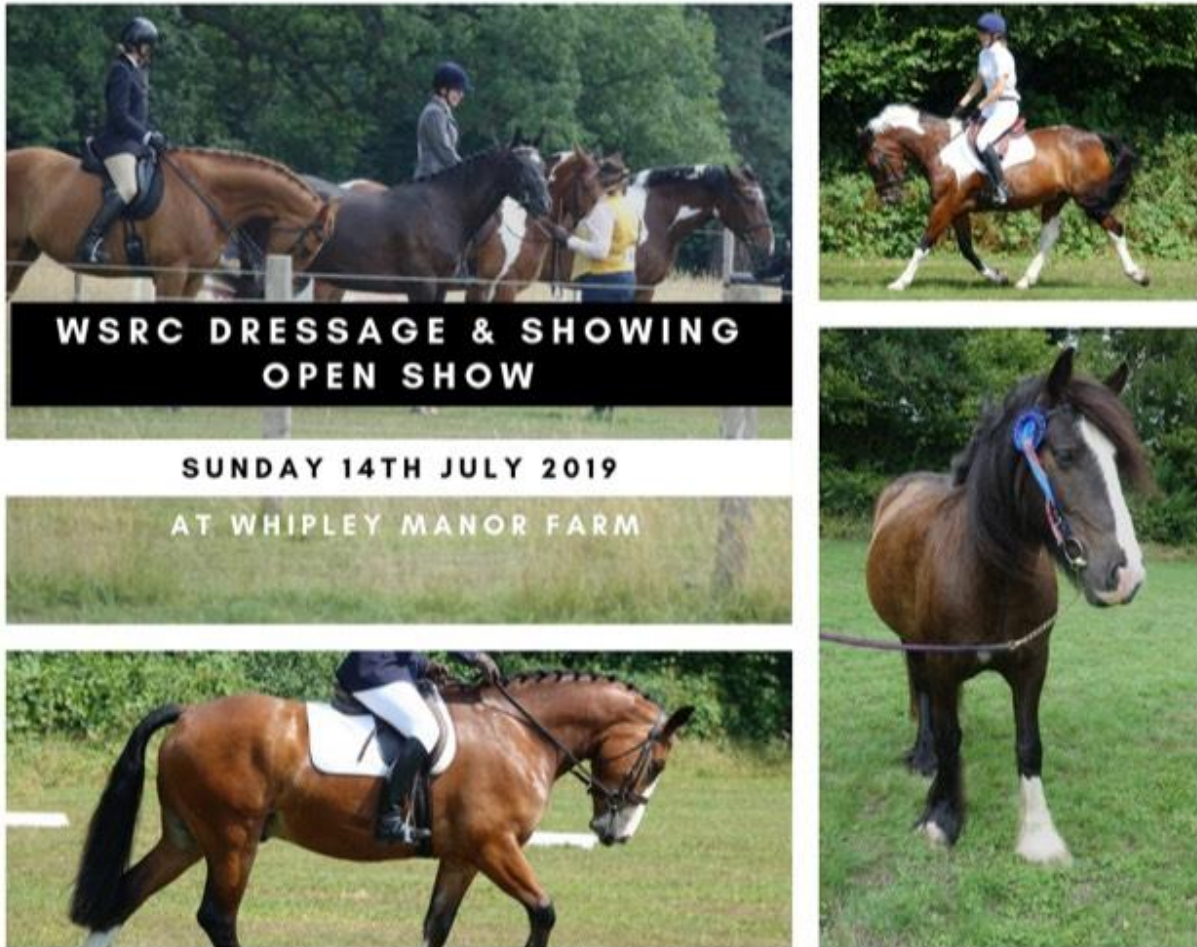 WSRC DRESSAGE & SHOWING
OPEN SHOW
SUNDAY 14TH JULY 2019
AT WHIPLEY MANOR FARM